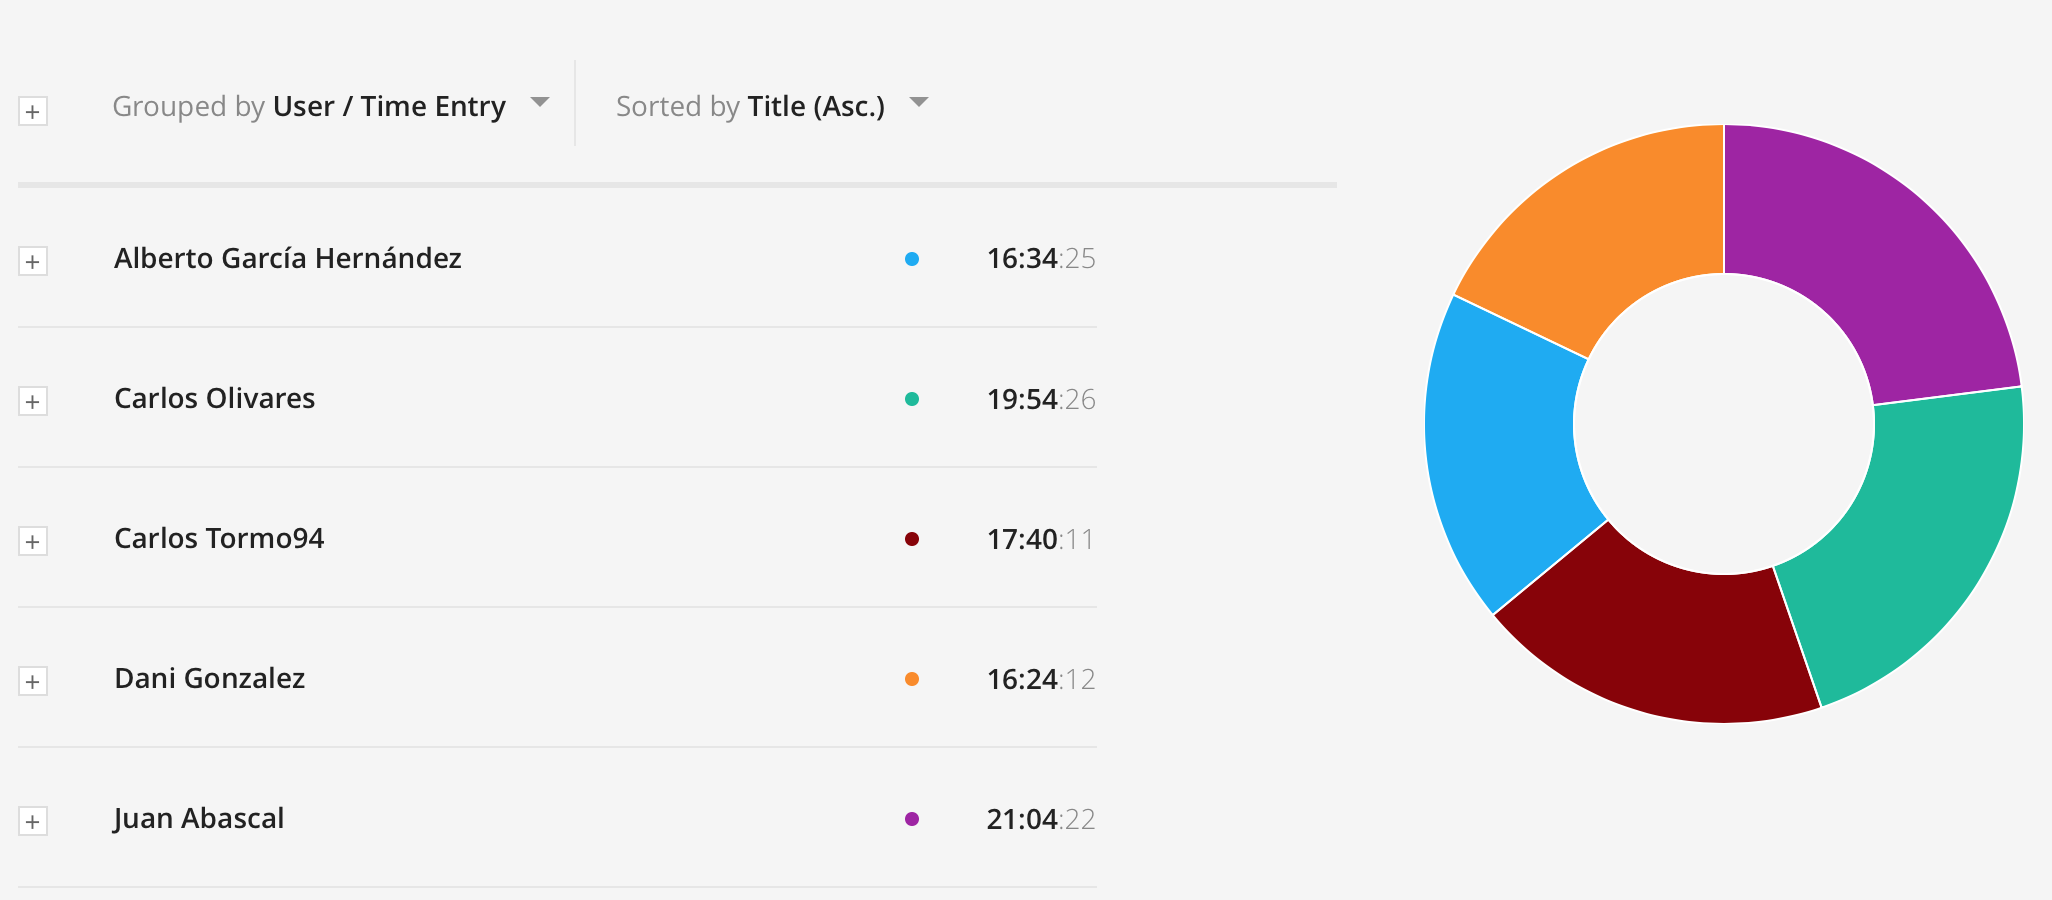 Grouped by User / Time Entry Sorted by Title (Asc.)
Alberto García Hernández 16:34:25
Carlos Olivares 19:54:26
Carlos Tormo94 17:40:11
Dani Gonzalez 16:24:12
Juan Abascal 21:04:22